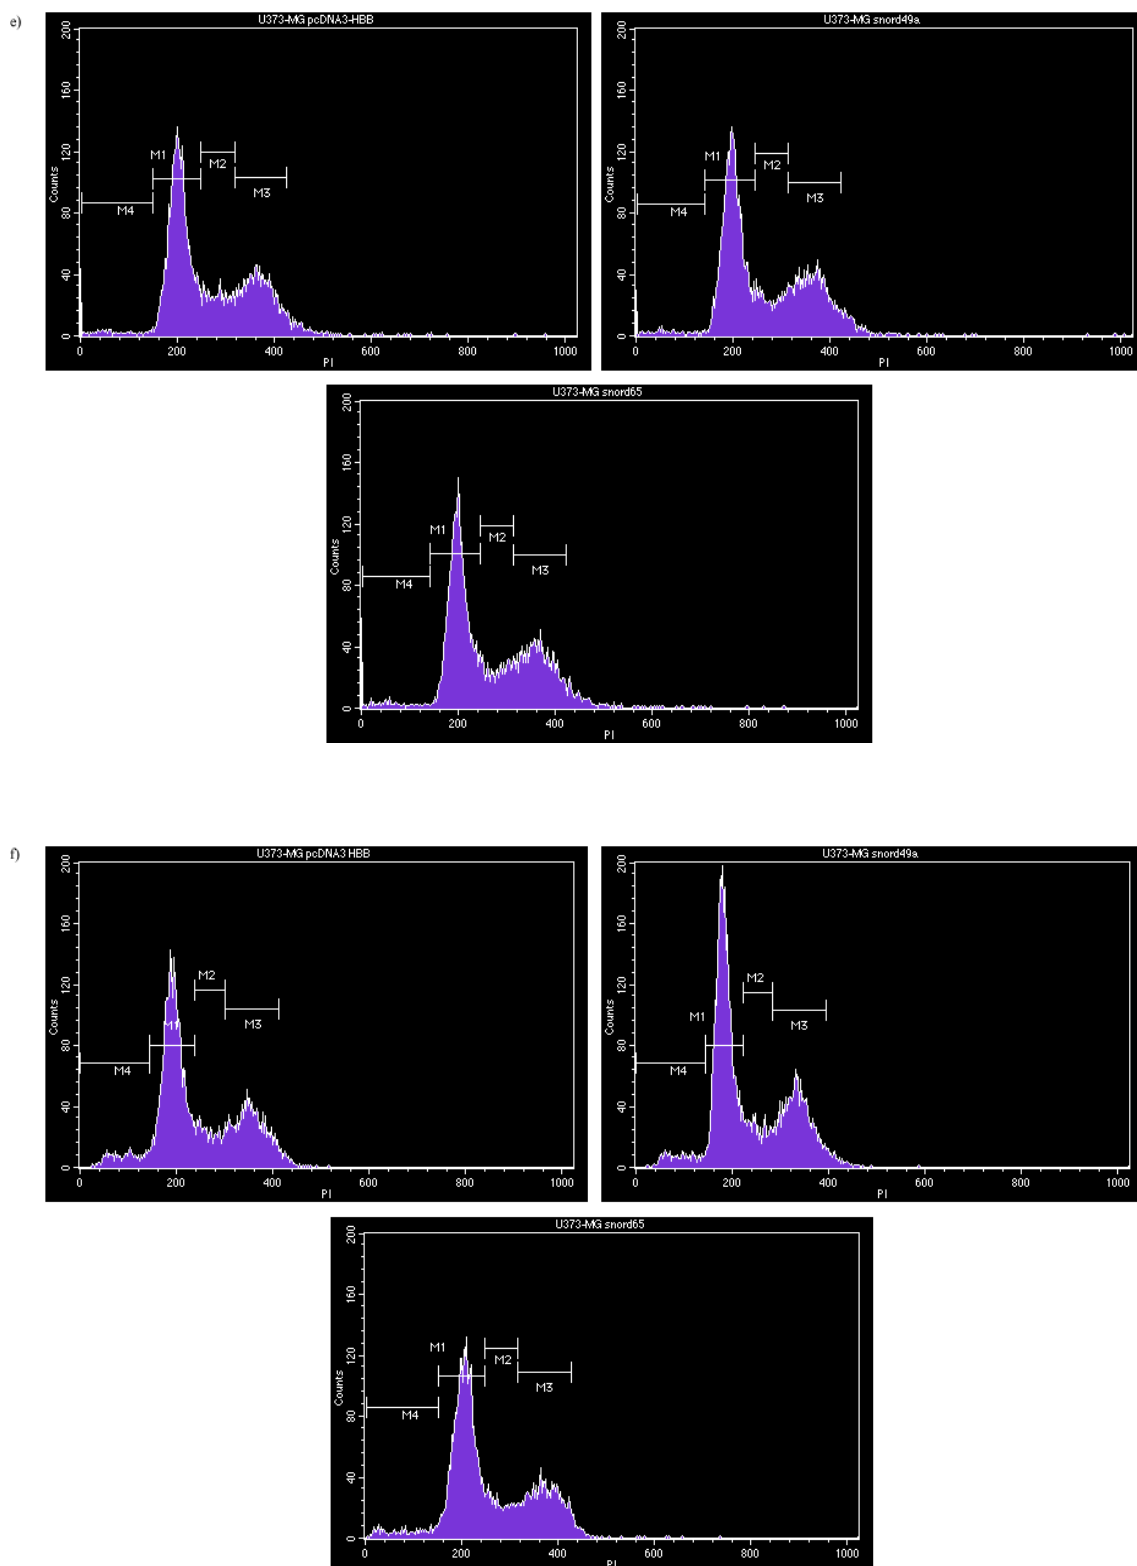 e)
U373-MG pcDNA3-HBB
200
160
120
80
40
0
Counts
M1
M2
M3
M4
0 200 400 600 800 1000
PI
U373-MG snord49a
200
160
120
80
40
0
Counts
M1
M2
M3
M4
0 200 400 600 800 1000
PI
U373-MG snord65
200
160
120
80
40
0
Counts
M1
M2
M3
M4
0 200 400 600 800 1000
PI
f)
U373-MG pcDNA3 HBB
200
160
120
80
40
0
Counts
M2
M3
M1
M4
0 200 400 600 800 1000
PI
U373-MG snord49a
200
160
120
80
40
0
Counts
M2
M1
M3
M4
0 200 400 600 800 1000
PI
U373-MG snord65
200
160
120
80
40
0
Counts
M1
M2
M3
M4
0 200 400 600 800 1000
PI